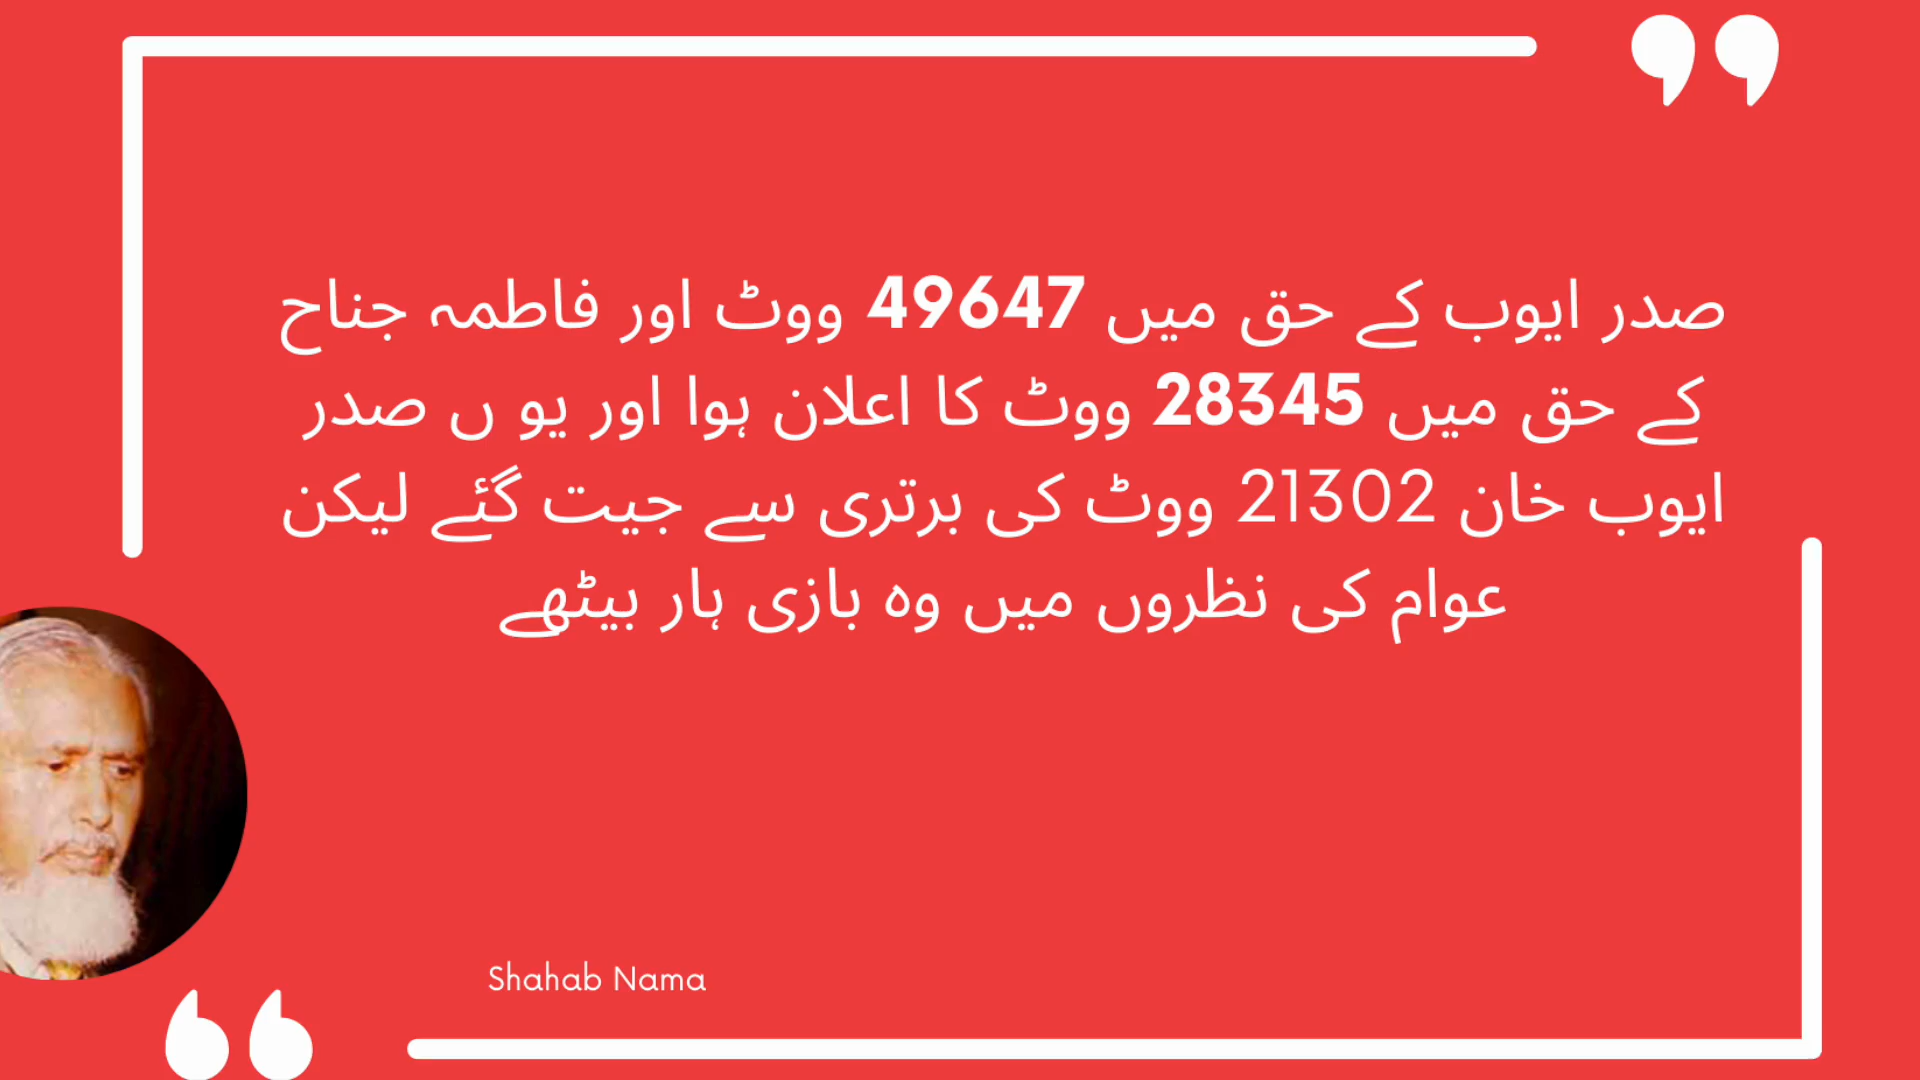 صدر ایوب کے حق میں 49647 ووٹ اور فاطمہ جناح
کے حق میں 28345 ووٹ کا اعلان ہوا اور یو ں صدر
ایوب خان 21302 ووٹ کی برتری سے جیت گئے لیکن
عوام کی نظروں میں وہ بازی ہار بیٹھے
Shahab Nama